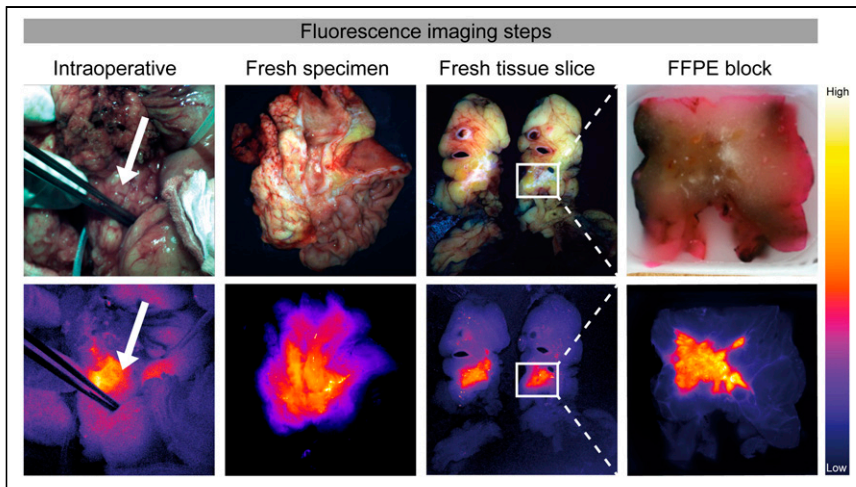 Fluorescence imaging steps
Intraoperative
Fresh specimen
Fresh tissue slice
FFPE block
High
Low